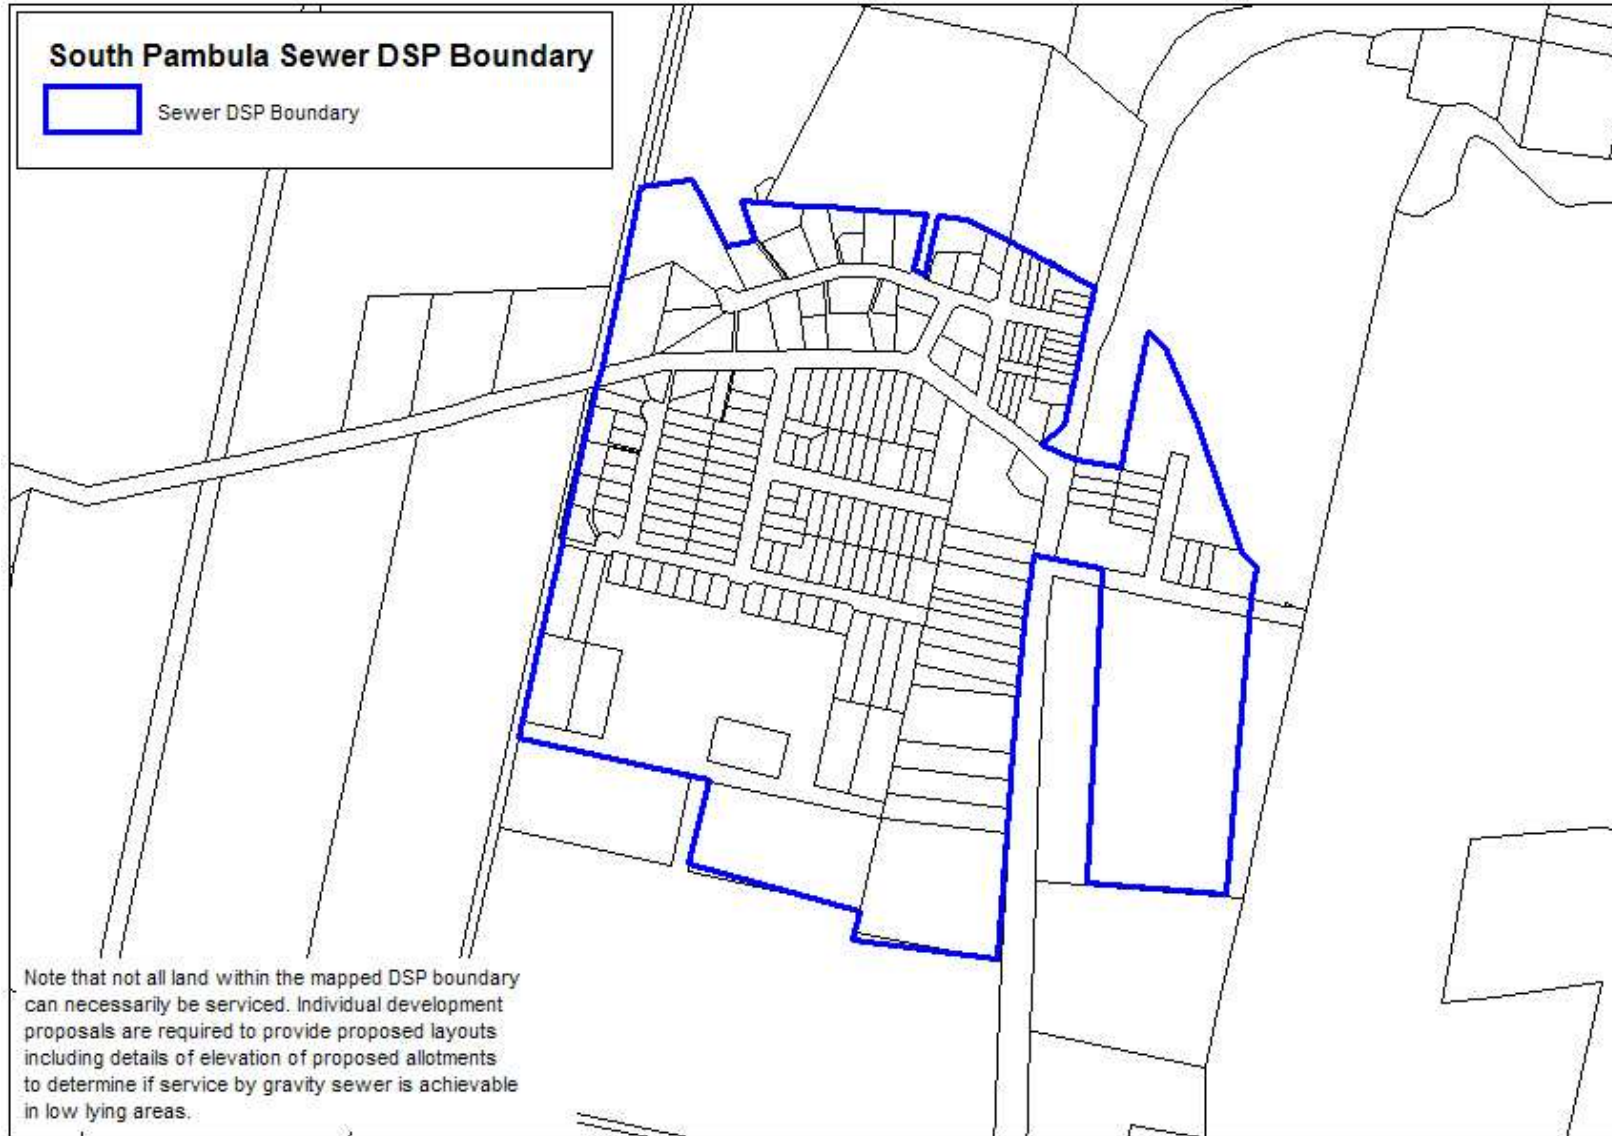 South Pambula Sewer DSP Boundary
Sewer DSP Boundary
Note that not all land within the mapped DSP boundary
can necessarily be serviced. Individual development
proposals are required to provide proposed layouts
including details of elevation of proposed allotments
to determine if service by gravity sewer is achievable
in low lying areas.